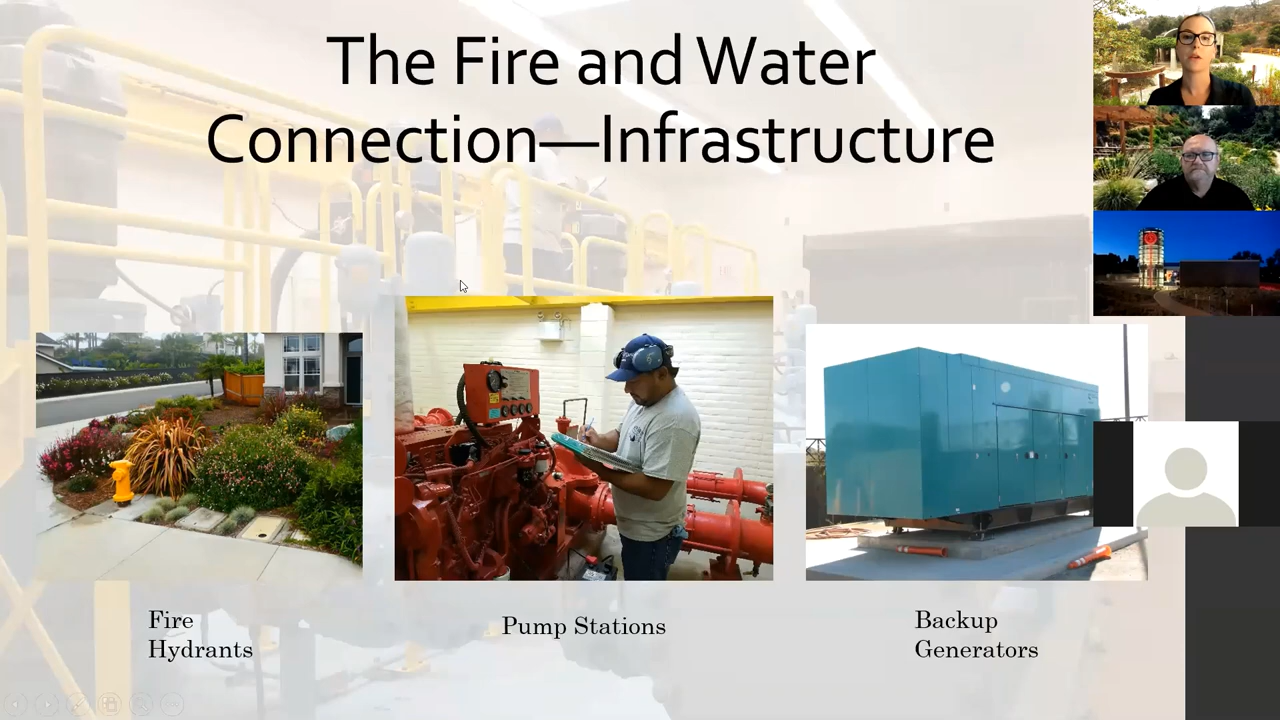 The Fire and Water
Connection—Infrastructure
Fire
Hydrants
Pump Stations
Backup
Generators